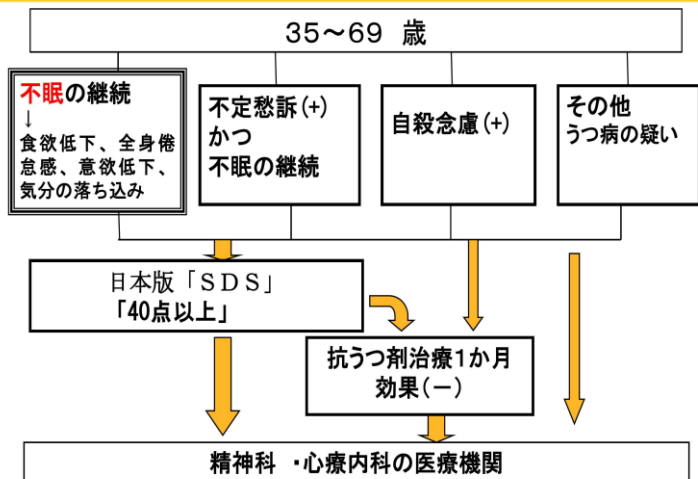 35～69 歳
不眠の継続
↓
食欲低下、全身倦
怠感、意欲低下、
気分の落ち込み
不定愁訴(+)
かつ
不眠の継続
自殺念慮(+)
その他
うつ病の疑い
日本版「ＳＤＳ」
「40点以上」
抗うつ剤治療１か月
効果(－)
精神科 ・心療内科の医療機関